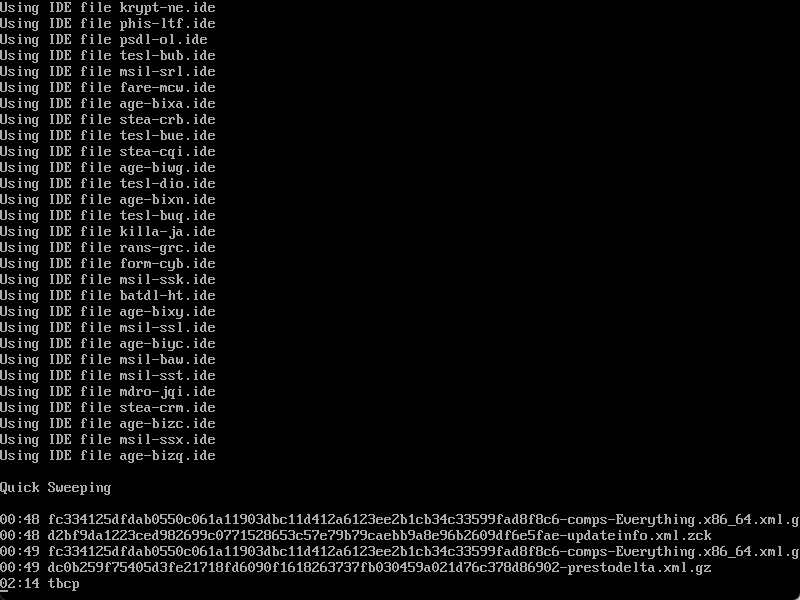 Using IDE file krypt-ne.ide
Using IDE file phis-ltf.ide
Using IDE file psdl-ol.ide
Using IDE file tesl-bub.ide
Using IDE file msil-srl.ide
Using IDE file fare-mcw.ide
Using IDE file age-bixa.ide
Using IDE file stea-crb.ide
Using IDE file tesl-bue.ide
Using IDE file stea-cqi.ide
Using IDE file age-biwg.ide
Using IDE file tesl-dio.ide
Using IDE file age-bixn.ide
Using IDE file tesl-buq.ide
Using IDE file killa-ja.ide
Using IDE file rans-grc.ide
Using IDE file form-cyb.ide
Using IDE file msil-ssk.ide
Using IDE file batdl-ht.ide
Using IDE file age-bixy.ide
Using IDE file msil-ssl.ide
Using IDE file age-biyc.ide
Using IDE file msil-baw.ide
Using IDE file msil-sst.ide
Using IDE file mdro-jqi.ide
Using IDE file stea-crm.ide
Using IDE file age-bizc.ide
Using IDE file msil-ssx.ide
Using IDE file age-bizq.ide
Quick Sweeping
00:48 fc334125dfdab0550c061a11903dbc11d412a6123ee2b1cb34c33599fad8f8c6-comps-Everything.x86_64.xml.g
00:48 d2bf9da1223ced982699c0771528653c57e79b79caebb9a8e96b2609df6e5fae-updateinfo.xml.zck
00:49 fc334125dfdab0550c061a11903dbc11d412a6123ee2b1cb34c33599fad8f8c6-comps-Everything.x86_64.xml.g
00:49 dc0b259f75405d3fe21718fd6090f1618263737fb030459a021d76c378d86902-prestodelta.xml.gz
02:14 tbcp